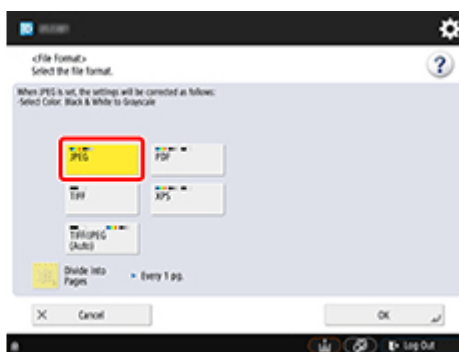 <File Format>
Select the file format.
When JPEG is set, the settings will be corrected as follows:
-Select Color: Black & White to Grayscale
JPEG
PDF
TIFF
XPS
TIFF/JPEG
(Auto)
Divide Into
Pages
Every 1 pg.
Cancel
OK
Log Out